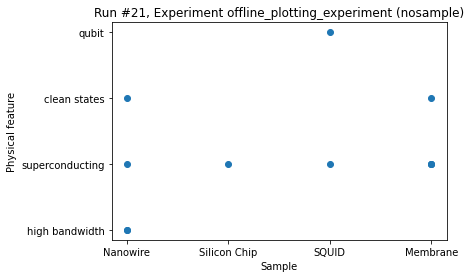 Run #21, Experiment offline_plotting_experiment (nosample)
qubit
clean states
superconducting
high bandwidth
Physical feature
Nanowire Silicon Chip SQUID Membrane
Sample